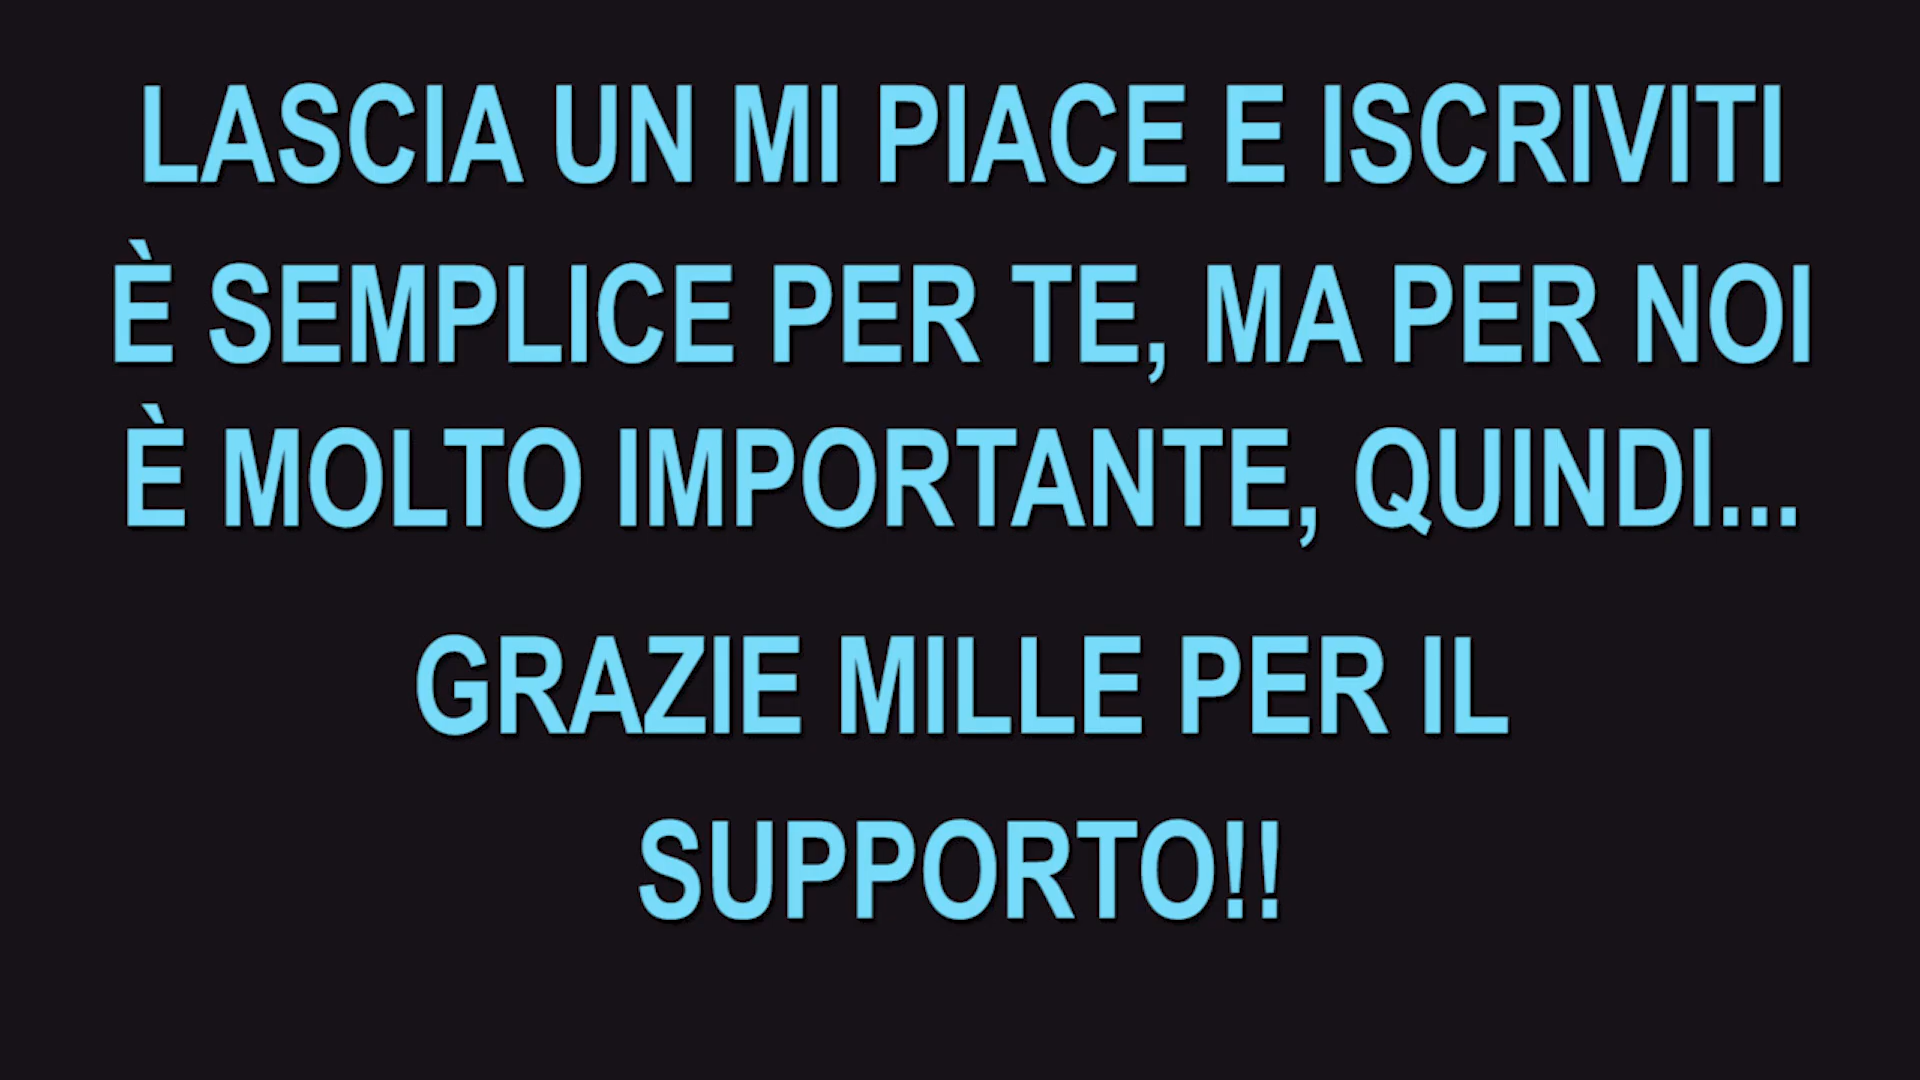 LASCIA UN MI PIACE E ISCRIVITI
È SEMPLICE PER TE, MA PER NOI
È MOLTO IMPORTANTE, QUINDI...
GRAZIE MILLE PER IL
SUPPORTO!!